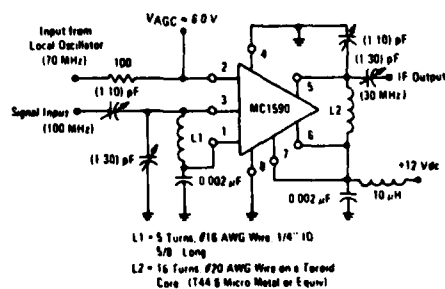 VAGC = 6.0 V
Input from
Local Oscillator
(70 MHz)
100
(1 10) pF
Signal Input
(100 MHz)
(1 30) pF
L1
0.002 μF
2
3
1
4
MC1590
5
6
7
8
(1 10) pF
(1 30) pF
IF Output
(30 MHz)
L2
+12 Vdc
0.002 μF
10 μH
L1 = 5 Turns, #16 AWG Wire, 1/4" ID,
5/8" Long
L2 = 16 Turns, #20 AWG Wire on a Toroid
Core (T44 6 Micro Metal or Equiv)